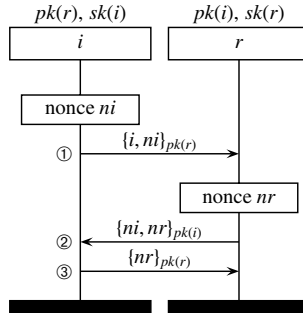 pk(r), sk(i) pk(i), sk(r)
i r
nonce ni
① {i, ni}pk(r)
nonce nr
② {ni, nr}pk(i)
③ {nr}pk(r)